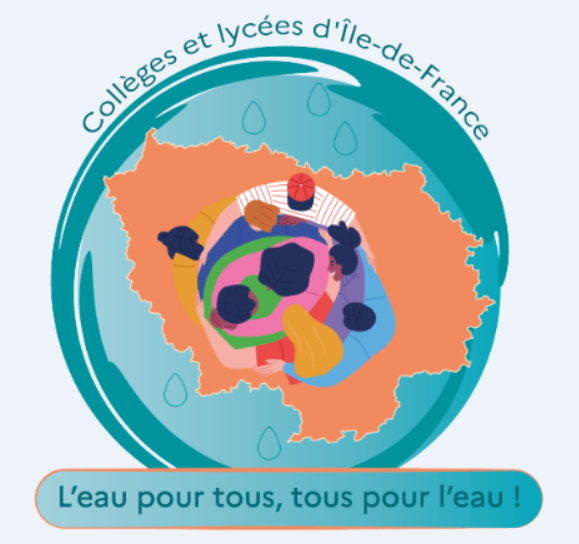 Collèges et lycées d'Île-de-France
L'eau pour tous, tous pour l'eau !